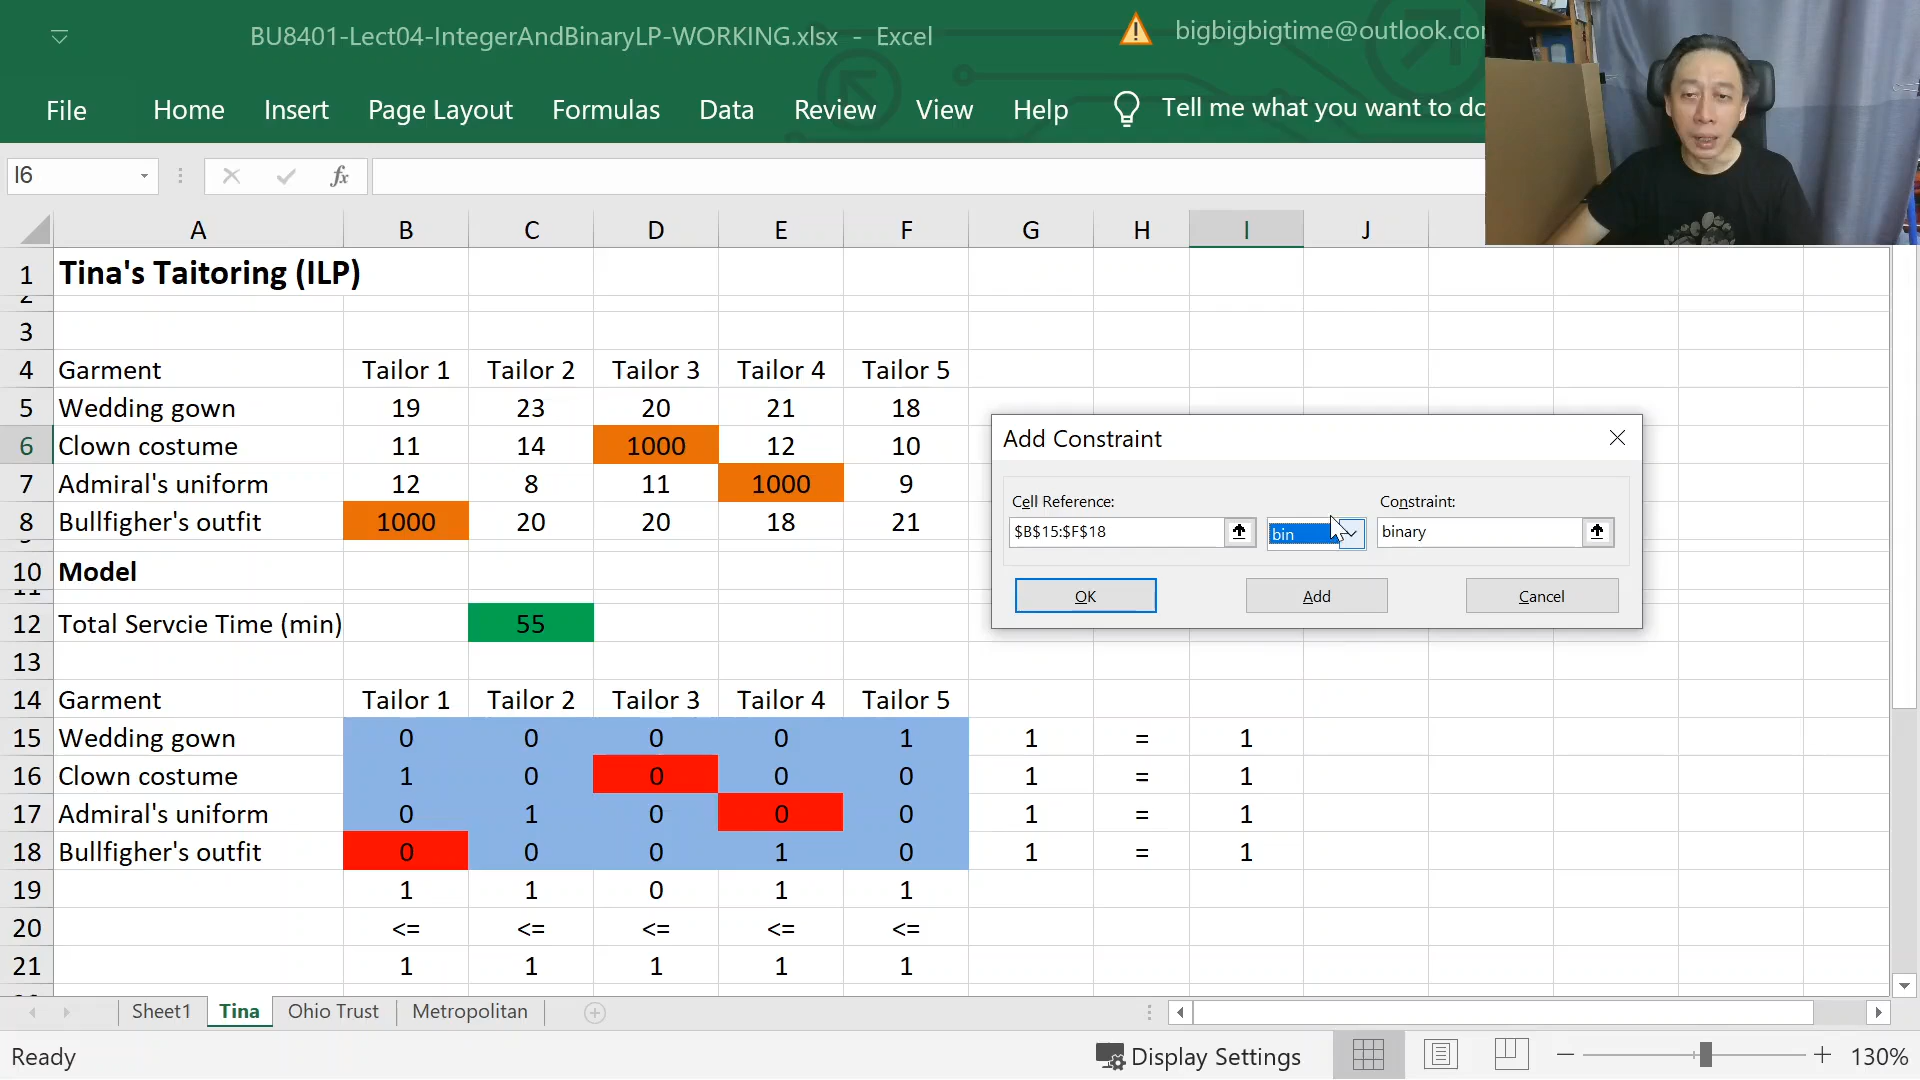 BU8401-Lect04-IntegerAndBinaryLP-WORKING.xlsx - Excel
bigbigbigtime@outlook.co
File Home Insert Page Layout Formulas Data Review View Help Tell me what you want to do
I6 fx
A B C D E F G H I J
1 Tina's Taitoring (ILP)
2
3
4 Garment Tailor 1 Tailor 2 Tailor 3 Tailor 4 Tailor 5
5 Wedding gown 19 23 20 21 18
6 Clown costume 11 14 1000 12 10
7 Admiral's uniform 12 8 11 1000 9
8 Bullfigher's outfit 1000 20 20 18 21
9
10 Model
11
12 Total Servcie Time (min) 55
13
14 Garment Tailor 1 Tailor 2 Tailor 3 Tailor 4 Tailor 5
15 Wedding gown 0 0 0 0 1 1 = 1
16 Clown costume 1 0 0 0 0 1 = 1
17 Admiral's uniform 0 1 0 0 0 1 = 1
18 Bullfigher's outfit 0 0 0 1 0 1 = 1
19 1 1 0 1 1
20 <= <= <= <= <=
21 1 1 1 1 1
Add Constraint
Cell Reference: Constraint:
$B$15:$F$18 bin binary
OK Add Cancel
Sheet1 Tina Ohio Trust Metropolitan
Ready Display Settings 130%